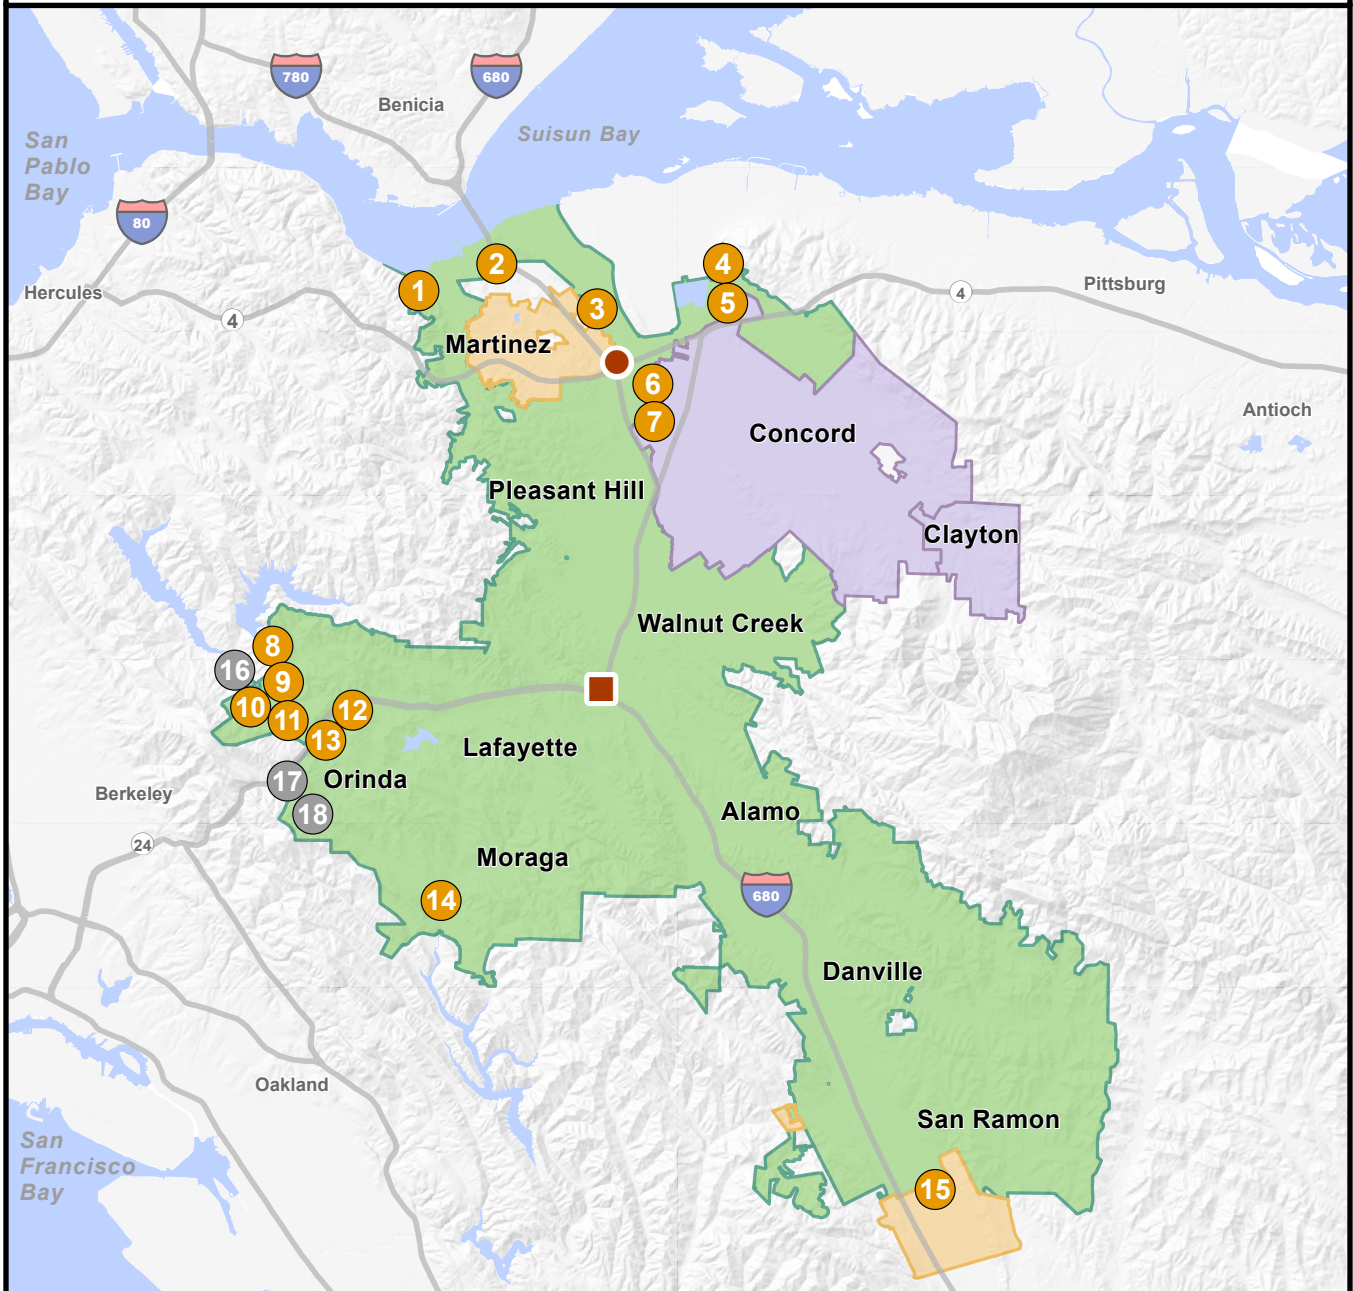 780
680
Benicia
Suisun Bay
San
Pablo
Bay
80
Hercules
4
1
2
3
4
5
4
Pittsburg
Martinez
6
7
Antioch
Concord
Pleasant Hill
Clayton
Walnut Creek
8
16
9
10
11
12
13
Lafayette
17
Orinda
18
Berkeley
Alamo
24
Moraga
14
680
Danville
Oakland
San Ramon
San
Francisco
Bay
15